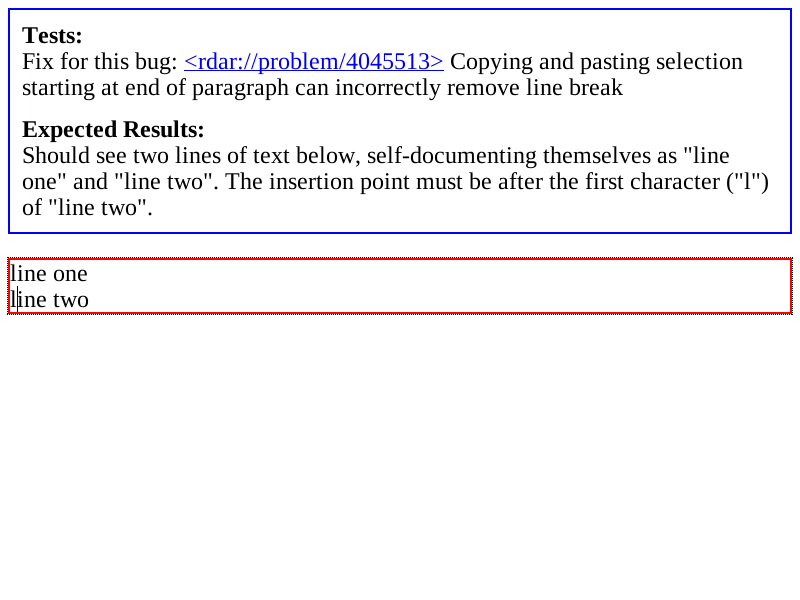 Tests:
Fix for this bug: <rdar://problem/4045513> Copying and pasting selection
starting at end of paragraph can incorrectly remove line break
Expected Results:
Should see two lines of text below, self-documenting themselves as "line
one" and "line two". The insertion point must be after the first character ("l")
of "line two".
line one
line two